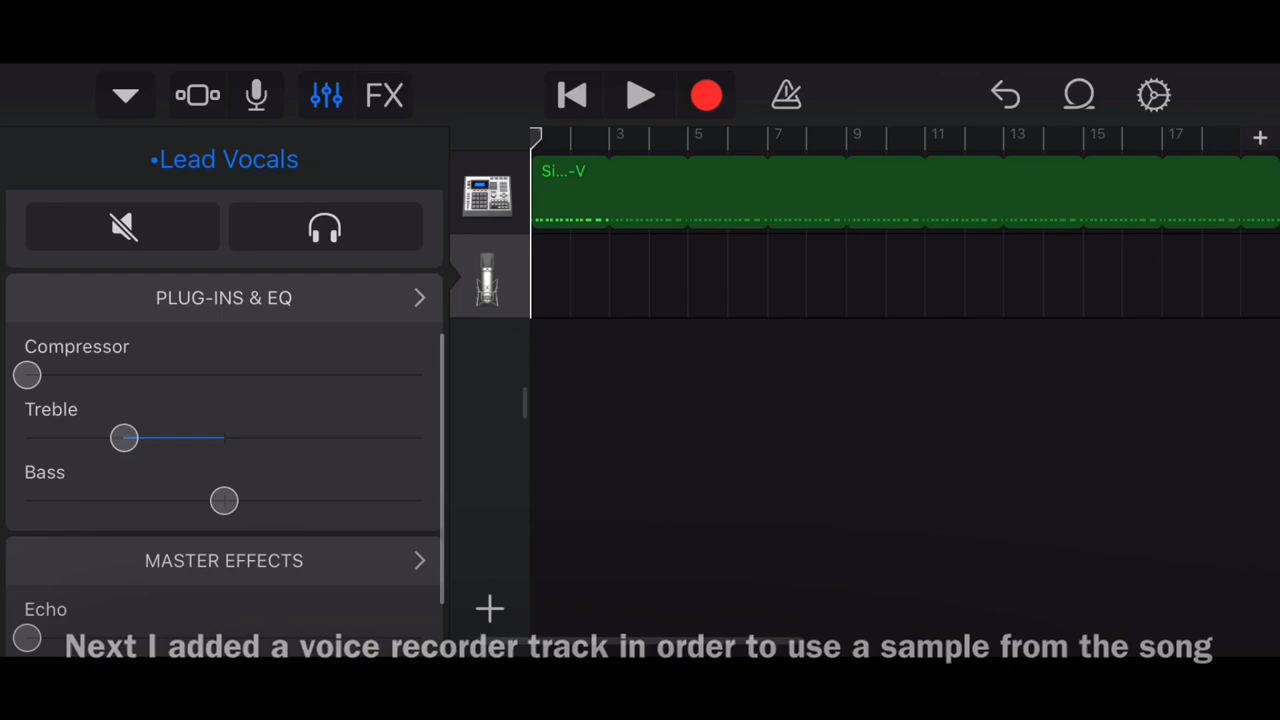 FX
•Lead Vocals
3 5 7 9 11 13 15 17
Si...-V
PLUG-INS & EQ
Compressor
Treble
Bass
MASTER EFFECTS
Echo
Next I added a voice recorder track in order to use a sample from the song